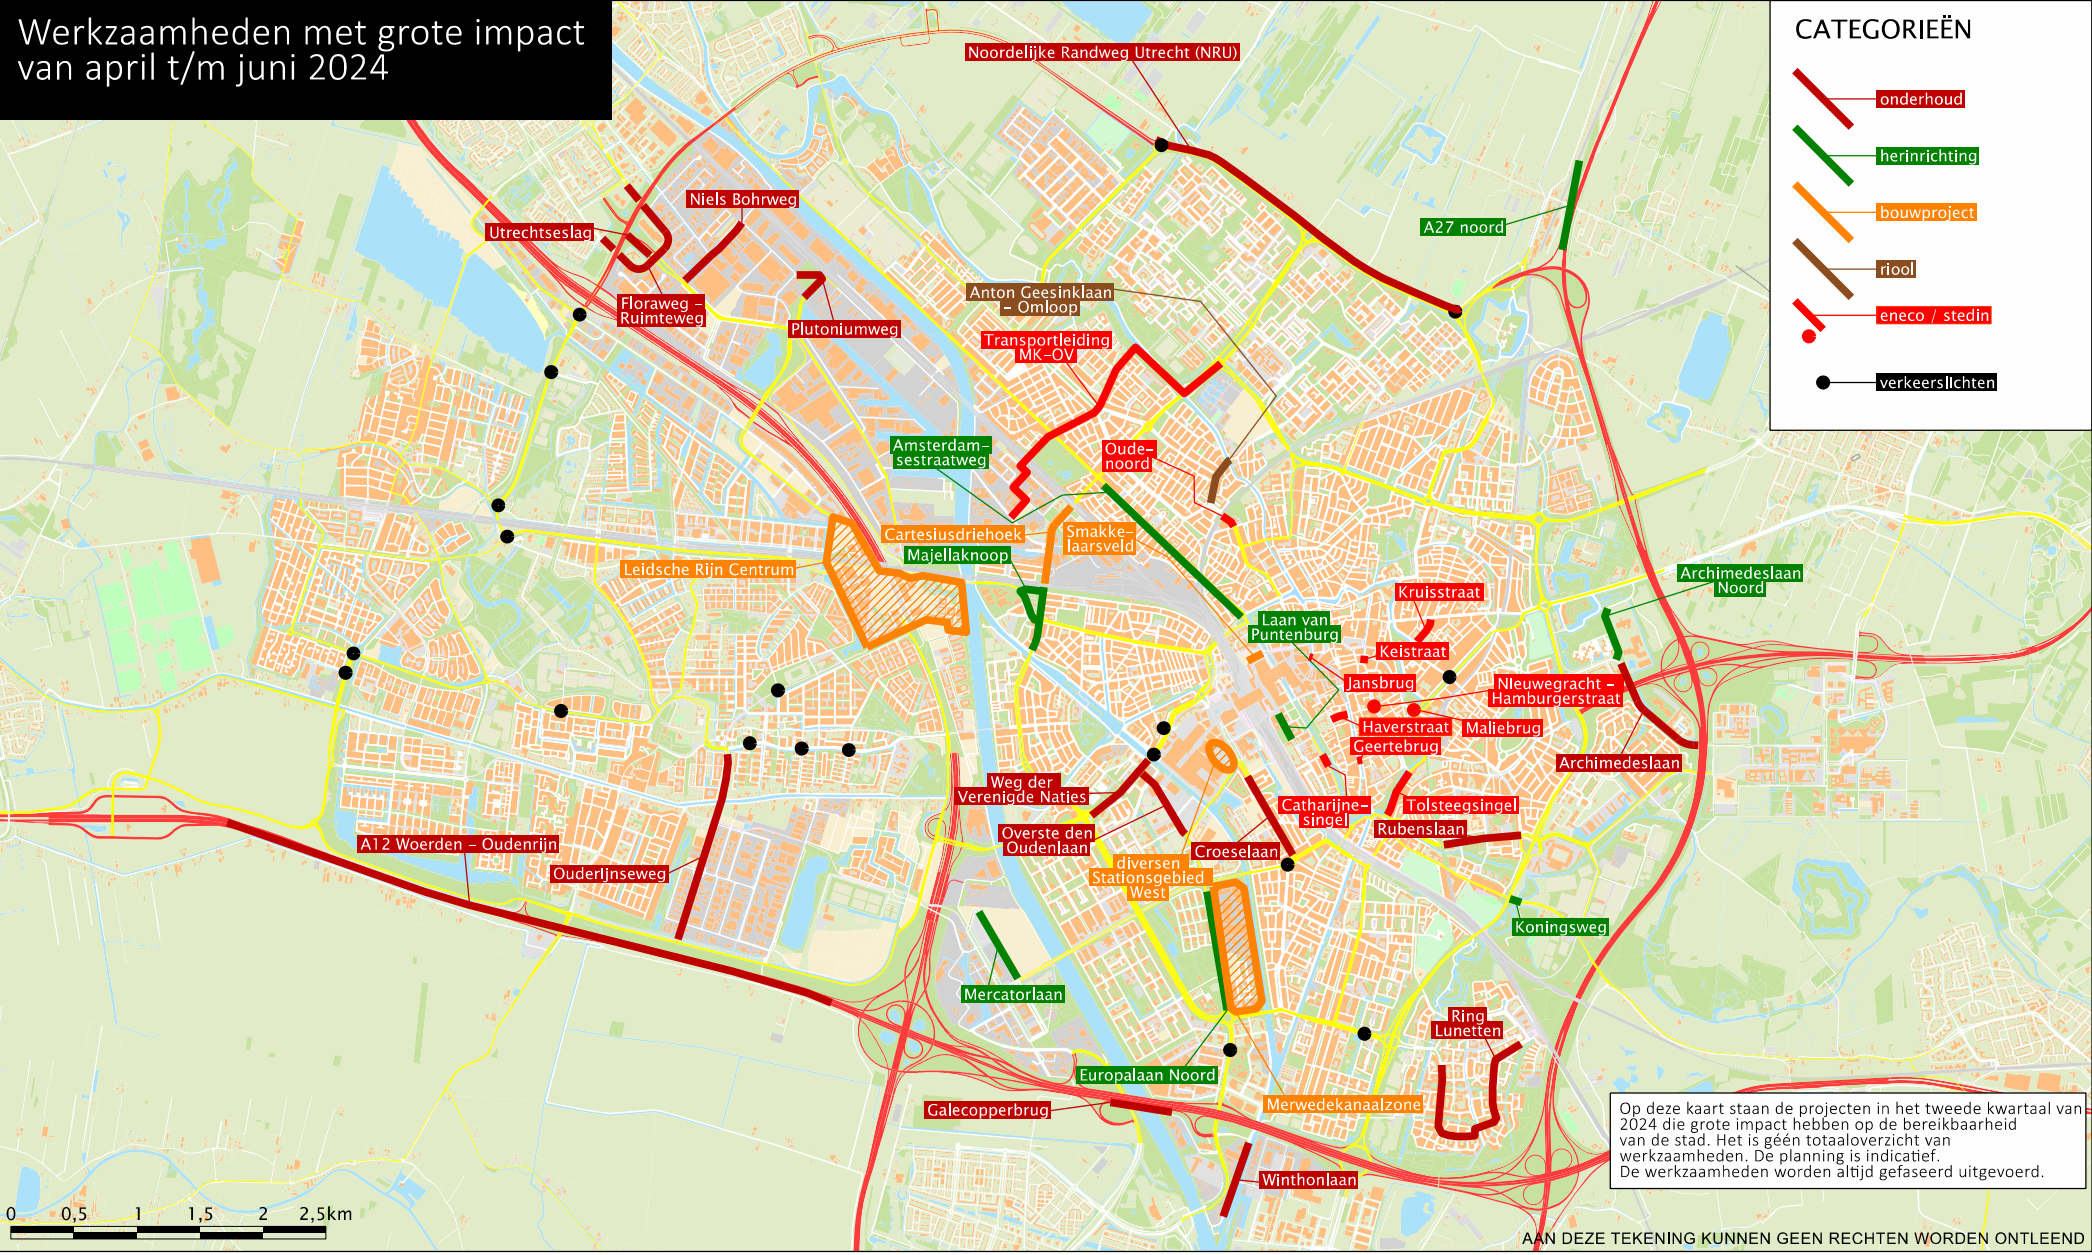 Werkzaamheden met grote impact
van april t/m juni 2024
CATEGORIEËN
onderhoud
herinrichting
bouwproject
riool
eneco / stedin
verkeerslichten
Noordelijke Randweg Utrecht (NRU)
A27 noord
Niels Bohrweg
Utrechtseslag
Floraweg –
Ruimteweg
Plutoniumweg
Anton Geesinklaan
– Omloop
Transportleiding
MK-OV
Amsterdam-
sestraatweg
Oude-
noord
Cartesiusdriehoek
Smakke-
laarsveld
Majellaknoop
Leidsche Rijn Centrum
Archimedeslaan
Noord
Kruisstraat
Laan van
Puntenburg
Keistraat
Jansbrug
Nieuwegracht –
Hamburgerstraat
Haverstraat
Maliebrug
Geertebrug
Archimedeslaan
Weg der
Verenigde Naties
Catharijne-
singel
Tolsteegsingel
Rubenslaan
Overste den
Oudenlaan
Croeselaan
A12 Woerden – Oudenrijn
OuderIjnseweg
diversen
Stationsgebied
West
Koningsweg
Mercatorlaan
Ring
Lunetten
Europalaan Noord
Galecopperbrug
Merwedekanaalzone
Winthonlaan
Op deze kaart staan de projecten in het tweede kwartaal van
2024 die grote impact hebben op de bereikbaarheid
van de stad. Het is géén totaaloverzicht van
werkzaamheden. De planning is indicatief.
De werkzaamheden worden altijd gefaseerd uitgevoerd.
0 0,5 1 1,5 2 2,5km
AAN DEZE TEKENING KUNNEN GEEN RECHTEN WORDEN ONTLEEND